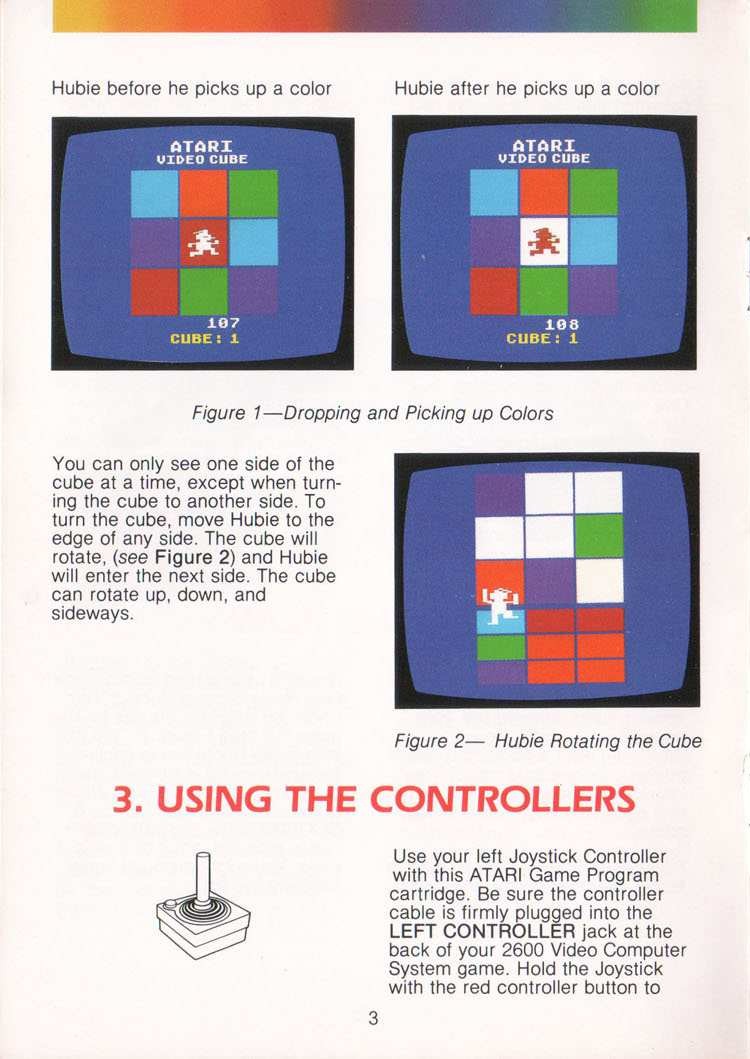 Hubie before he picks up a color
Hubie after he picks up a color
ATARI
VIDEO CUBE
107
CUBE: 1
ATARI
VIDEO CUBE
108
CUBE: 1
Figure 1—Dropping and Picking up Colors
You can only see one side of the
cube at a time, except when turn-
ing the cube to another side. To
turn the cube, move Hubie to the
edge of any side. The cube will
rotate, (see Figure 2) and Hubie
will enter the next side. The cube
can rotate up, down, and
sideways.
Figure 2— Hubie Rotating the Cube
3. USING THE CONTROLLERS
Use your left Joystick Controller
with this ATARI Game Program
cartridge. Be sure the controller
cable is firmly plugged into the
LEFT CONTROLLER jack at the
back of your 2600 Video Computer
System game. Hold the Joystick
with the red controller button to
3